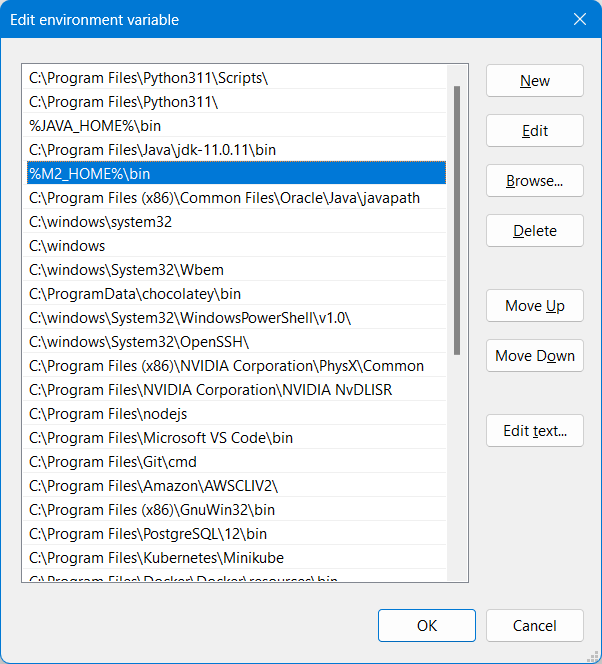 Edit environment variable
C:\Program Files\Python311\Scripts\
C:\Program Files\Python311\
%JAVA_HOME%\bin
C:\Program Files\Java\jdk-11.0.11\bin
%M2_HOME%\bin
C:\Program Files (x86)\Common Files\Oracle\Java\javapath
C:\windows\system32
C:\windows
C:\windows\System32\Wbem
C:\ProgramData\chocolatey\bin
C:\windows\System32\WindowsPowerShell\v1.0\
C:\windows\System32\OpenSSH\
C:\Program Files (x86)\NVIDIA Corporation\PhysX\Common
C:\Program Files\NVIDIA Corporation\NVIDIA NvDLISR
C:\Program Files\nodejs
C:\Program Files\Microsoft VS Code\bin
C:\Program Files\Git\cmd
C:\Program Files\Amazon\AWSCLIV2\
C:\Program Files (x86)\GnuWin32\bin
C:\Program Files\PostgreSQL\12\bin
C:\Program Files\Kubernetes\Minikube
C:\Program Files\Docker\Docker\resources\bin
New
Edit
Browse...
Delete
Move Up
Move Down
Edit text...
OK
Cancel